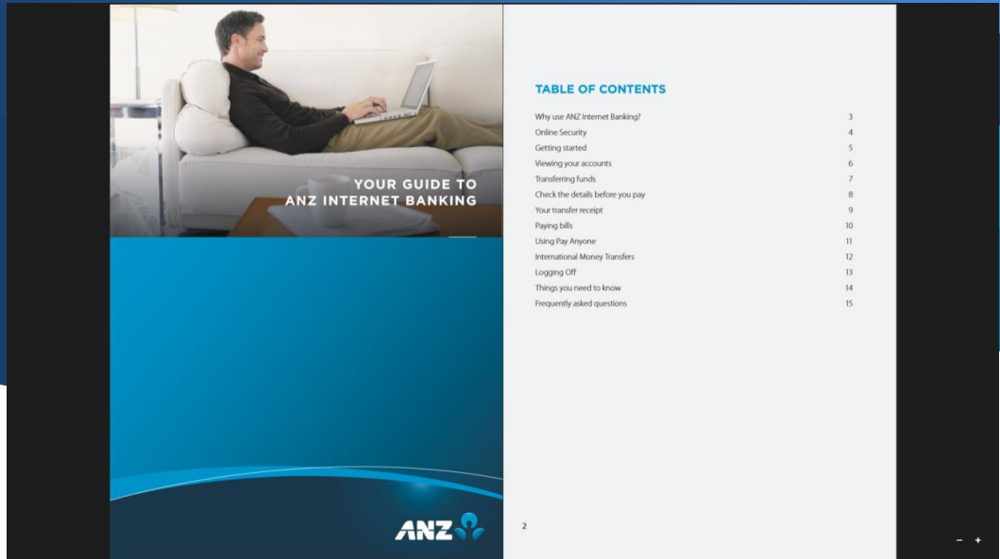 YOUR GUIDE TO
ANZ INTERNET BANKING
ANZ
TABLE OF CONTENTS
Why use ANZ Internet Banking? 3
Online Security 4
Getting started 5
Viewing your accounts 6
Transferring funds 7
Check the details before you pay 8
Your transfer receipt 9
Paying bills 10
Using Pay Anyone 11
International Money Transfers 12
Logging Off 13
Things you need to know 14
Frequently asked questions 15
2